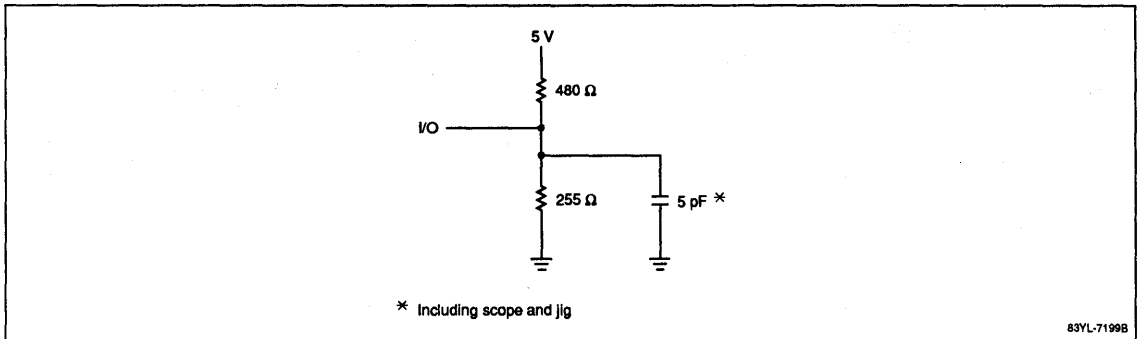 5 V
480 Ω
I/O
255 Ω
5 pF *
* Including scope and jig
83YL-7199B